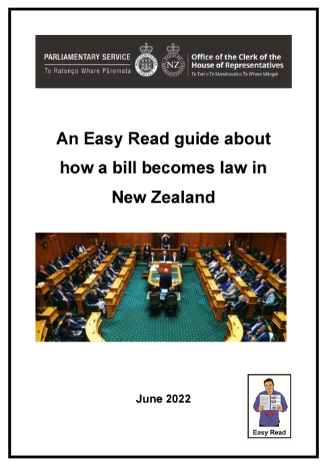 PARLIAMENTARY SERVICE
Te Ratonga Whare Pāremata
NZ
Office of the Clerk of the
House of Representatives
Te Tari o Te Manahautū o Te Whare Māngai
An Easy Read guide about
how a bill becomes law in
New Zealand
June 2022
Easy Read